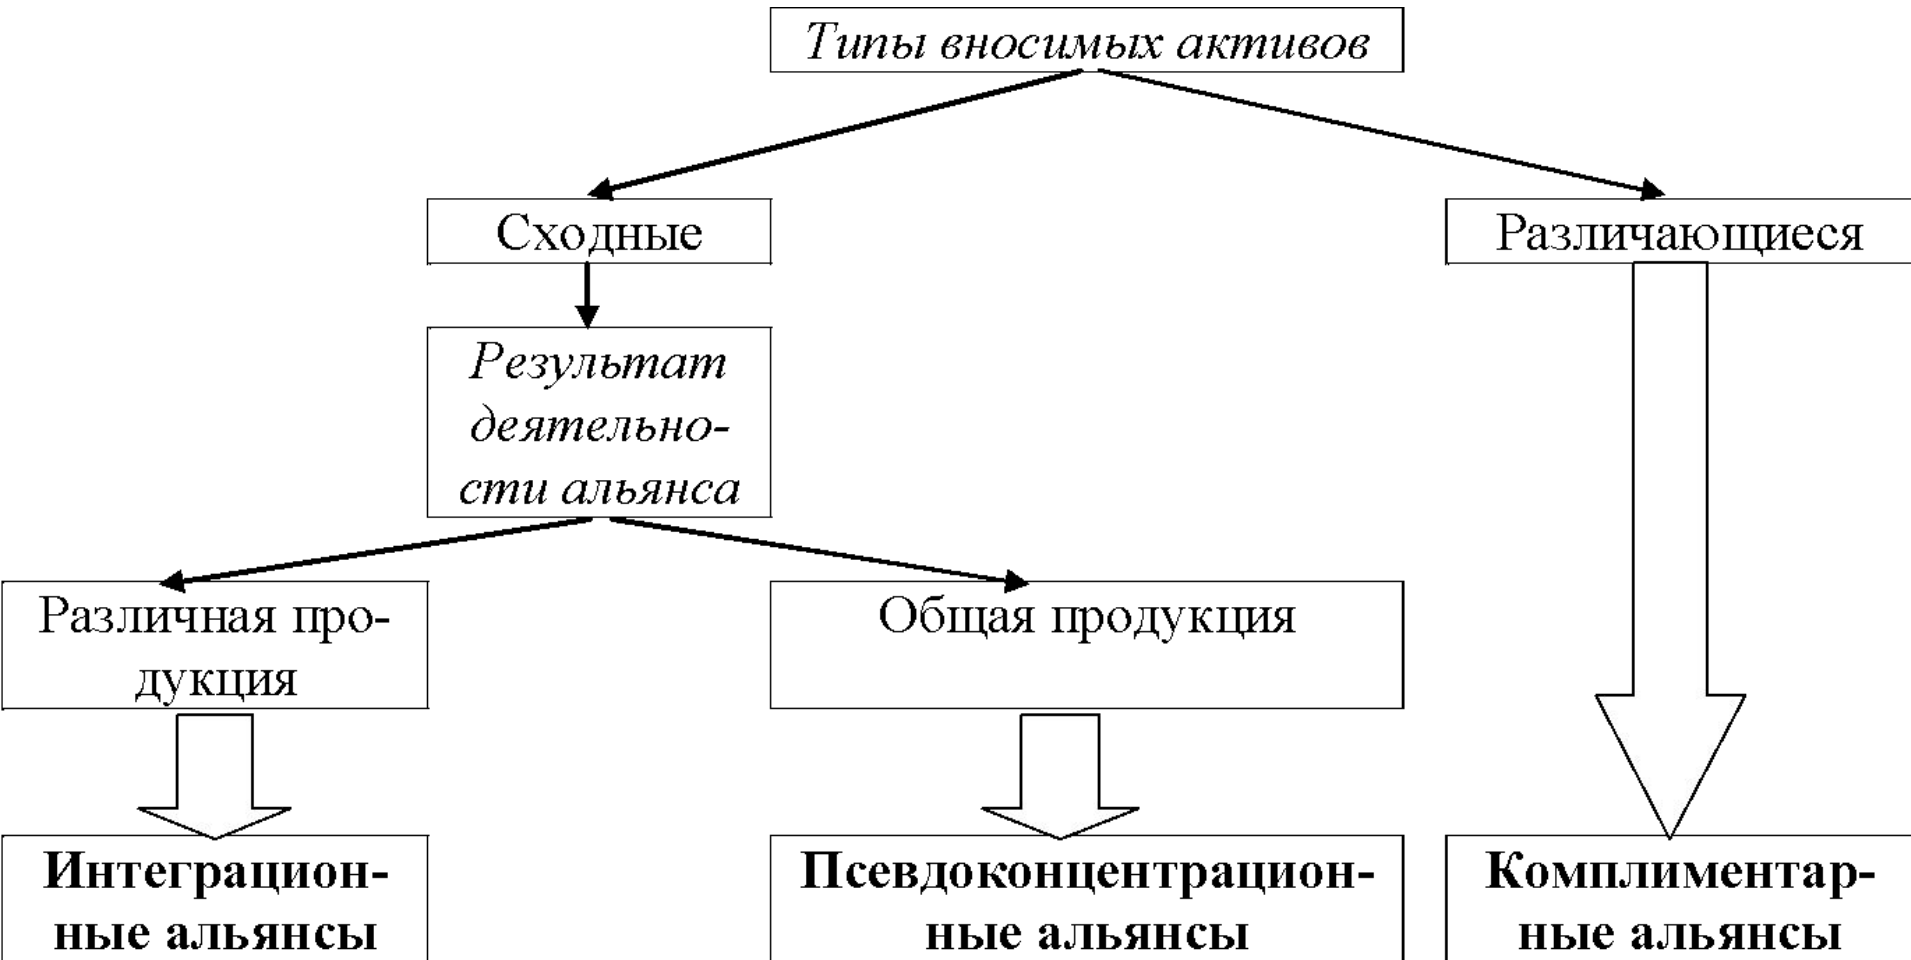 Типы вносимых активов
Сходные
Различающиеся
Результат
деятельно-
сти альянса
Различная про-
дукция
Общая продукция
Интеграцион-
ные альянсы
Псевдоконцентрацион-
ные альянсы
Комплиментар-
ные альянсы